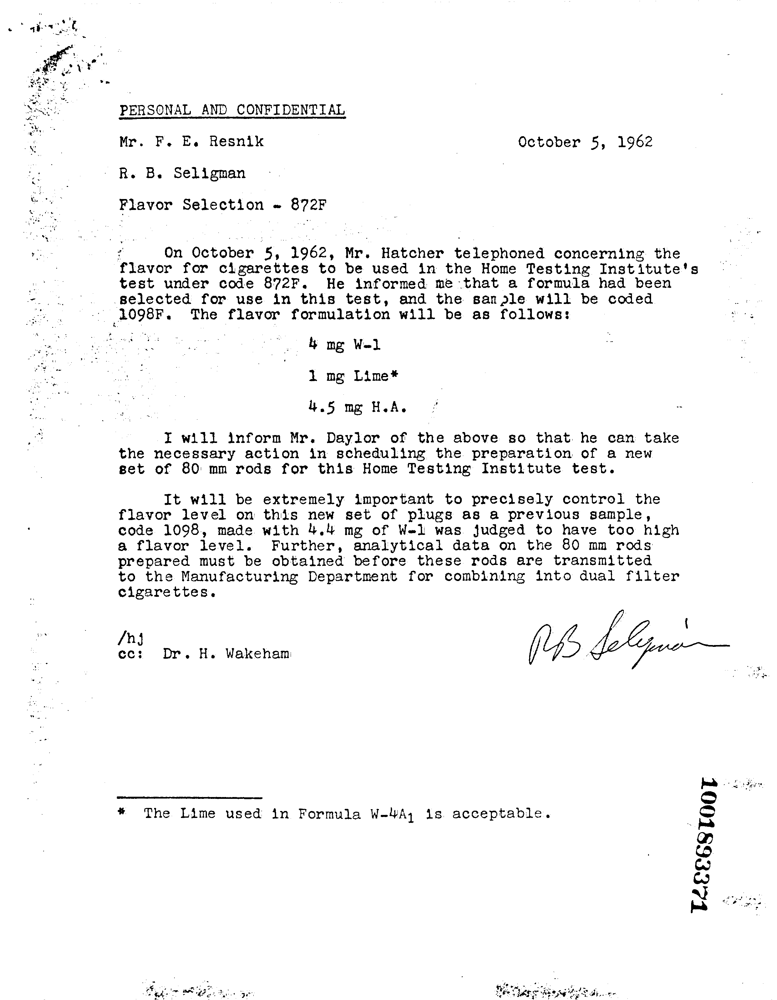 PERSONAL AND CONFIDENTIAL
Mr. F. E. Resnik October 5, 1962
R. B. Seligman
Flavor Selection - 872F
On October 5, 1962, Mr. Hatcher telephoned concerning the
flavor for cigarettes to be used in the Home Testing Institute's
test under code 872F. He informed me that a formula had been
selected for use in this test, and the sample will be coded
1098F. The flavor formulation will be as follows:
4 mg W-1
1 mg Lime*
4.5 mg H.A.
I will inform Mr. Daylor of the above so that he can take
the necessary action in scheduling the preparation of a new
set of 80 mm rods for this Home Testing Institute test.
It will be extremely important to precisely control the
flavor level on this new set of plugs as a previous sample,
code 1098, made with 4.4 mg of W-1 was judged to have too high
a flavor level. Further, analytical data on the 80 mm rods
prepared must be obtained before these rods are transmitted
to the Manufacturing Department for combining into dual filter
cigarettes.
/hj
cc: Dr. H. Wakeham
RB Seligman
* The Lime used in Formula W-4A1 is acceptable.
1001893371